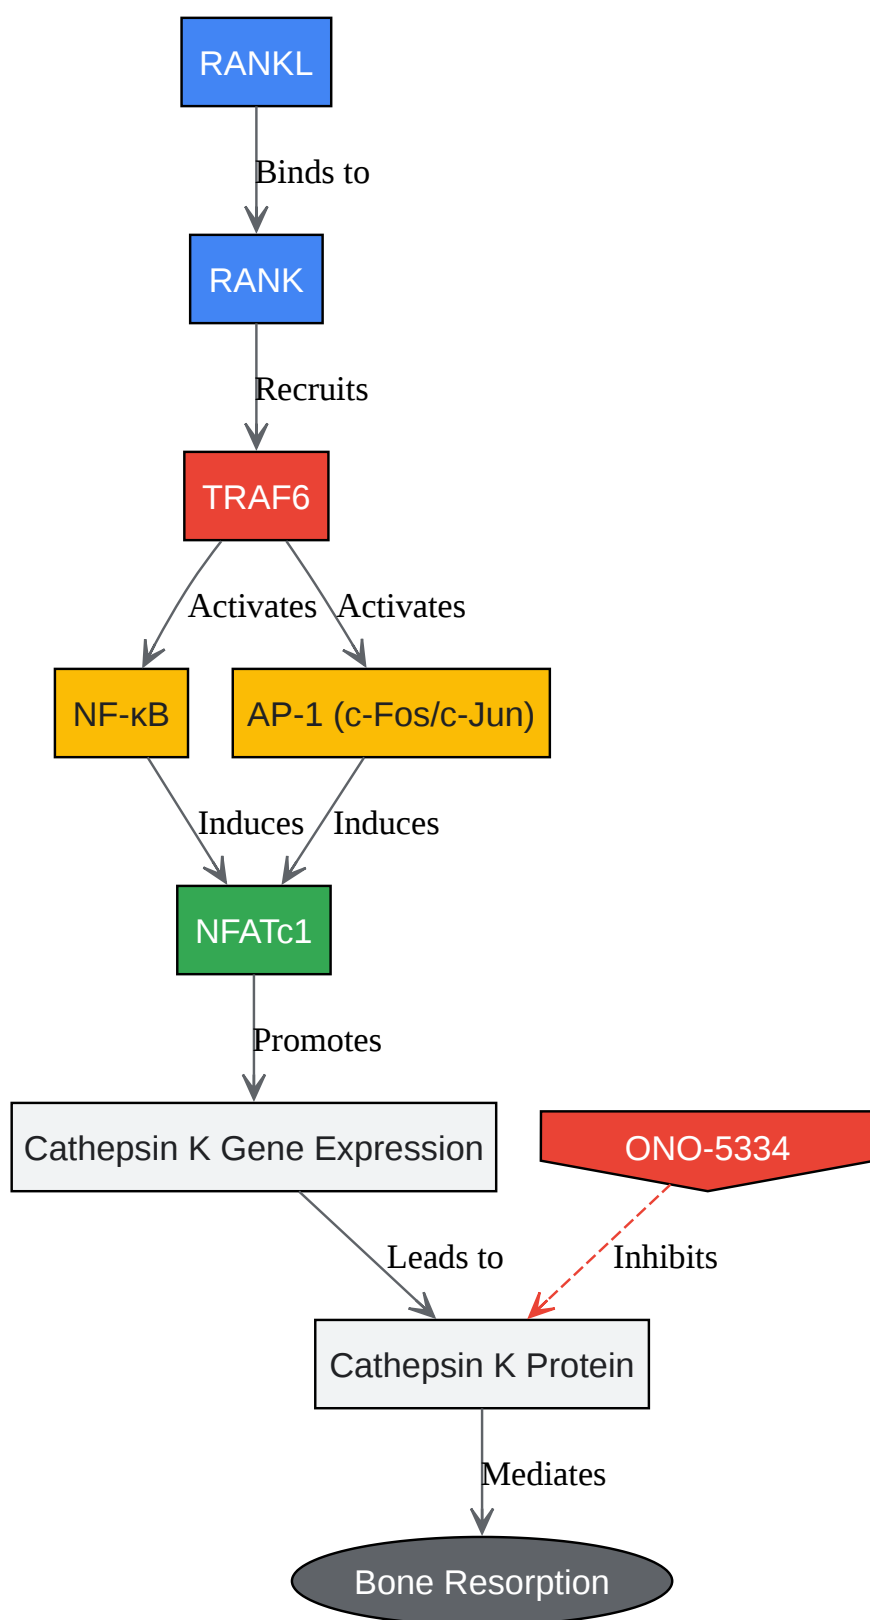 RANKL
Binds to
RANK
Recruits
TRAF6
Activates
Activates
NF-κB
AP-1 (c-Fos/c-Jun)
Induces
Induces
NFATc1
Promotes
Cathepsin K Gene Expression
ONO-5334
Leads to
Inhibits
Cathepsin K Protein
Mediates
Bone Resorption